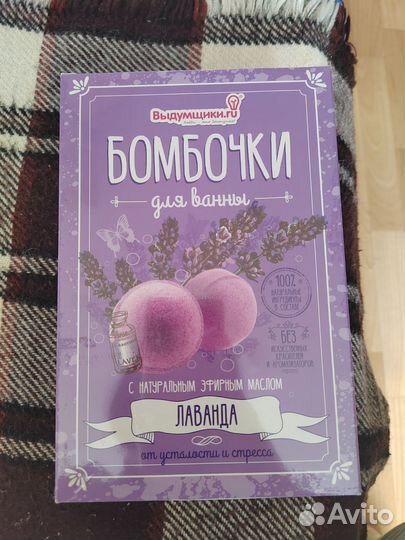 Выдумщики.ru
БОМБОЧКИ
для ванны
100%
НАТУРАЛЬНЫЕ
ИНГРЕДИЕНТЫ
В СОСТАВЕ
БЕЗ
ИСКУССТВЕННЫХ
КРАСИТЕЛЕЙ
И АРОМАТИЗАТОРОВ
С НАТУРАЛЬНЫМ ЭФИРНЫМ МАСЛОМ
ЛАВАНДА
от усталости и стресса
Avito